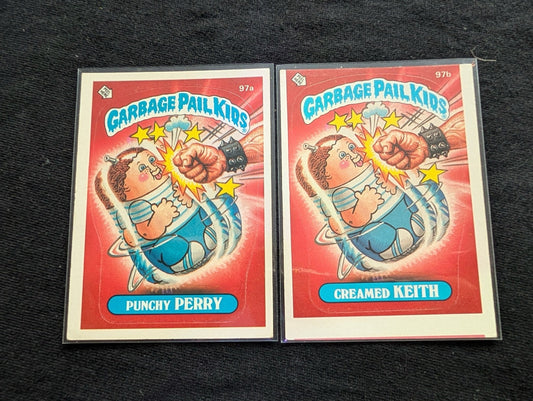 97a
GARBAGE PAIL KIDS
PUNCHY PERRY
97b
GARBAGE PAIL KIDS
CREAMED KEITH